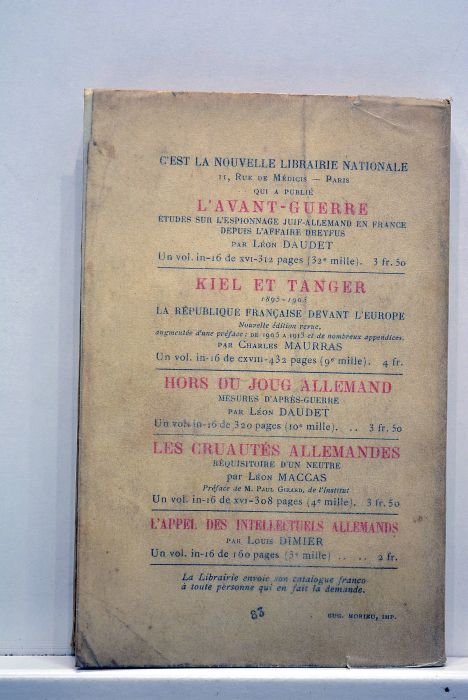 C'EST LA NOUVELLE LIBRAIRIE NATIONALE
11, RUE DE MÉDICIS — PARIS
QUI A PUBLIÉ
L'AVANT-GUERRE
ÉTUDES SUR L'ESPIONNAGE JUIF-ALLEMAND EN FRANCE
DEPUIS L'AFFAIRE DREYFUS
PAR LÉON DAUDET
Un vol. in-16 de XVI-312 pages (32e mille). 3 fr. 50
KIEL ET TANGER
1895-1905
LA RÉPUBLIQUE FRANÇAISE DEVANT L'EUROPE
Nouvelle édition revue,
augmentée d'une préface : DE 1905 A 1913 et de nombreux appendices.
PAR CHARLES MAURRAS
Un vol. in-16 de CXVIII-432 pages (9e mille). 4 fr.
HORS DU JOUG ALLEMAND
MESURES D'APRÈS-GUERRE
PAR LÉON DAUDET
Un vol. in-16 de 320 pages (10e mille). .. 3 fr. 50
LES CRUAUTÉS ALLEMANDES
RÉQUISITOIRE D'UN NEUTRE
par LÉON MACCAS
Préface de M. PAUL GIRARD, de l'Institut
Un vol. in-16 de XVI-308 pages (4e mille). 3 fr. 50
L'APPEL DES INTELLECTUELS ALLEMANDS
PAR LOUIS DIMIER
Un vol. in-16 de 160 pages (3e mille) .. .. 2 fr.
La Librairie envoie son catalogue franco
à toute personne qui en fait la demande.
83
EUG. MORIEU, IMP.